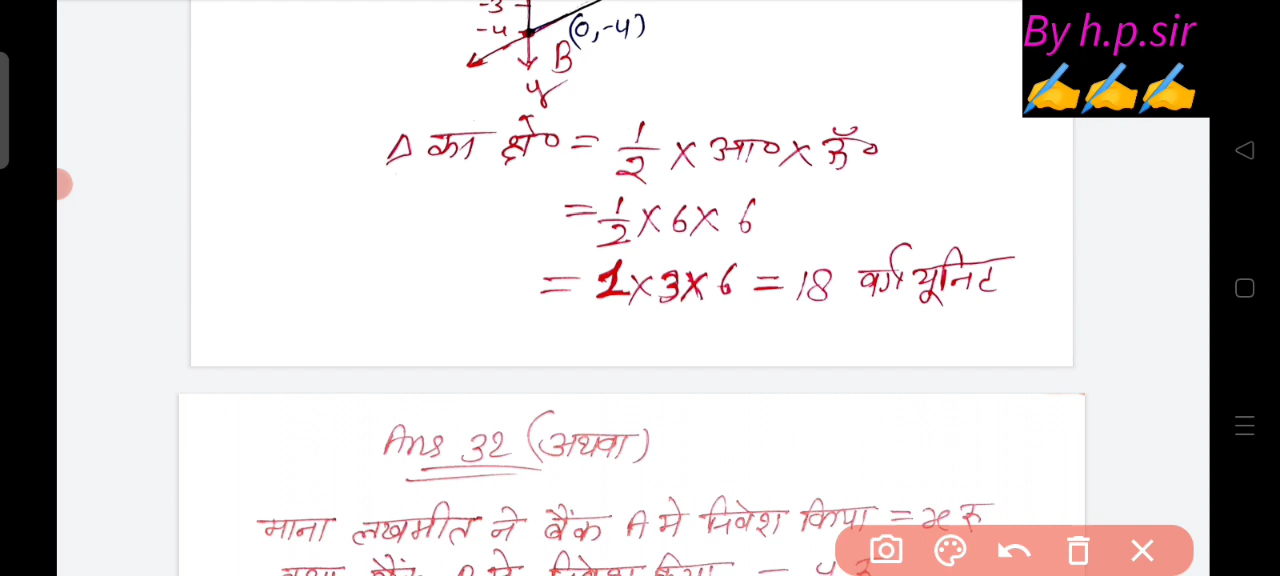 -3
-4 (0,-4)
B
y
By h.p.sir
Δ का क्षे० = 1/2 × आ० × ऊँ०
= 1/2 × 6 × 6
= 1 × 3 × 6 = 18 वर्ग यूनिट
Ans 32 (अथवा)
माना लखमीत ने बैंक A मे निवेश किया = x रू